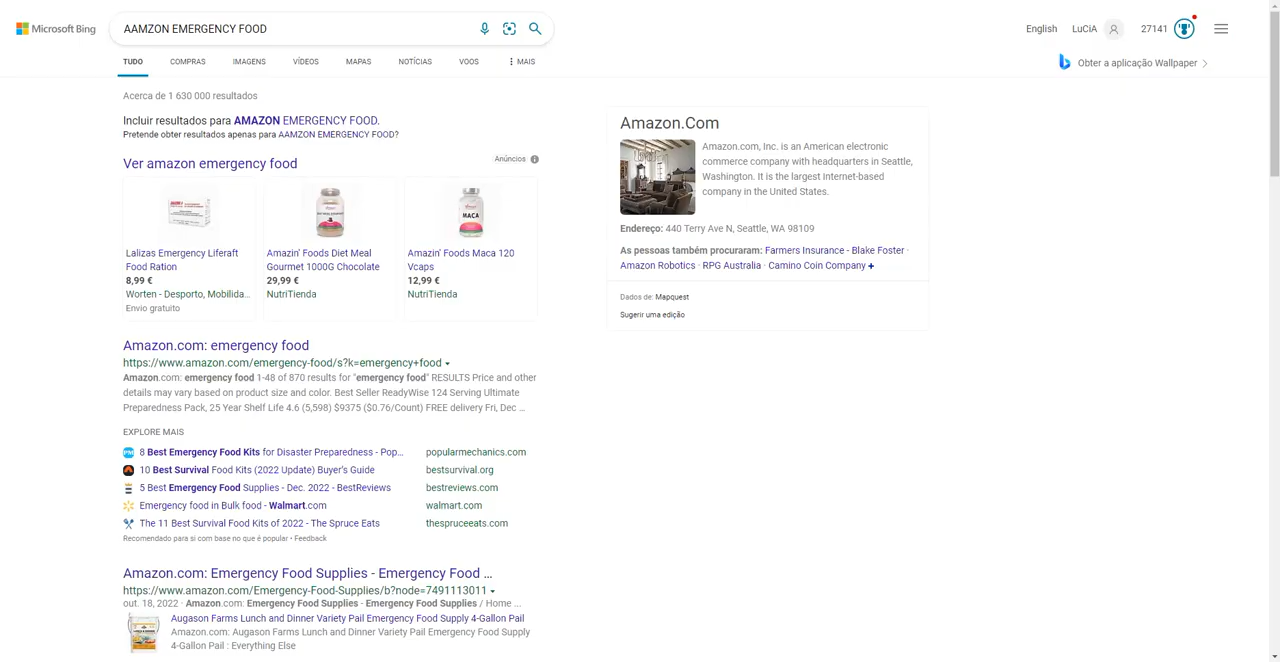 Microsoft Bing
AAMZON EMERGENCY FOOD
English
LuCiA
27141
TUDO
COMPRAS
IMAGENS
VÍDEOS
MAPAS
NOTÍCIAS
VOOS
MAIS
Obter a aplicação Wallpaper
Acerca de 1 630 000 resultados
Incluir resultados para AMAZON EMERGENCY FOOD.
Pretende obter resultados apenas para AAMZON EMERGENCY FOOD?
Ver amazon emergency food
Anúncios
MACA
Lalizas Emergency Liferaft
Food Ration
8,99 €
Worten - Desporto, Mobilida...
Envio gratuito
Amazin' Foods Diet Meal
Gourmet 1000G Chocolate
29,99 €
NutriTienda
Amazin' Foods Maca 120
Vcaps
12,99 €
NutriTienda
Amazon.com: emergency food
https://www.amazon.com/emergency-food/s?k=emergency+food
Amazon.com: emergency food 1-48 of 870 results for "emergency food" RESULTS Price and other
details may vary based on product size and color. Best Seller ReadyWise 124 Serving Ultimate
Preparedness Pack, 25 Year Shelf Life 4.6 (5,598) $9375 ($0.76/Count) FREE delivery Fri, Dec ...
EXPLORE MAIS
PM 8 Best Emergency Food Kits for Disaster Preparedness - Pop... popularmechanics.com
10 Best Survival Food Kits (2022 Update) Buyer's Guide bestsurvival.org
5 Best Emergency Food Supplies - Dec. 2022 - BestReviews bestreviews.com
Emergency food in Bulk food - Walmart.com walmart.com
The 11 Best Survival Food Kits of 2022 - The Spruce Eats thespruceeats.com
Recomendado para si com base no que é popular • Feedback
Amazon.com: Emergency Food Supplies - Emergency Food ...
https://www.amazon.com/Emergency-Food-Supplies/b?node=7491113011
out. 18, 2022 · Amazon.com: Emergency Food Supplies - Emergency Food Supplies / Home ...
Augason Farms Lunch and Dinner Variety Pail Emergency Food Supply 4-Gallon Pail
Amazon.com: Augason Farms Lunch and Dinner Variety Pail Emergency Food Supply
4-Gallon Pail : Everything Else
Amazon.Com
Amazon.com, Inc. is an American electronic
commerce company with headquarters in Seattle,
Washington. It is the largest Internet-based
company in the United States.
Endereço: 440 Terry Ave N, Seattle, WA 98109
As pessoas também procuraram: Farmers Insurance - Blake Foster ·
Amazon Robotics · RPG Australia · Camino Coin Company +
Dados de: Mapquest
Sugerir uma edição